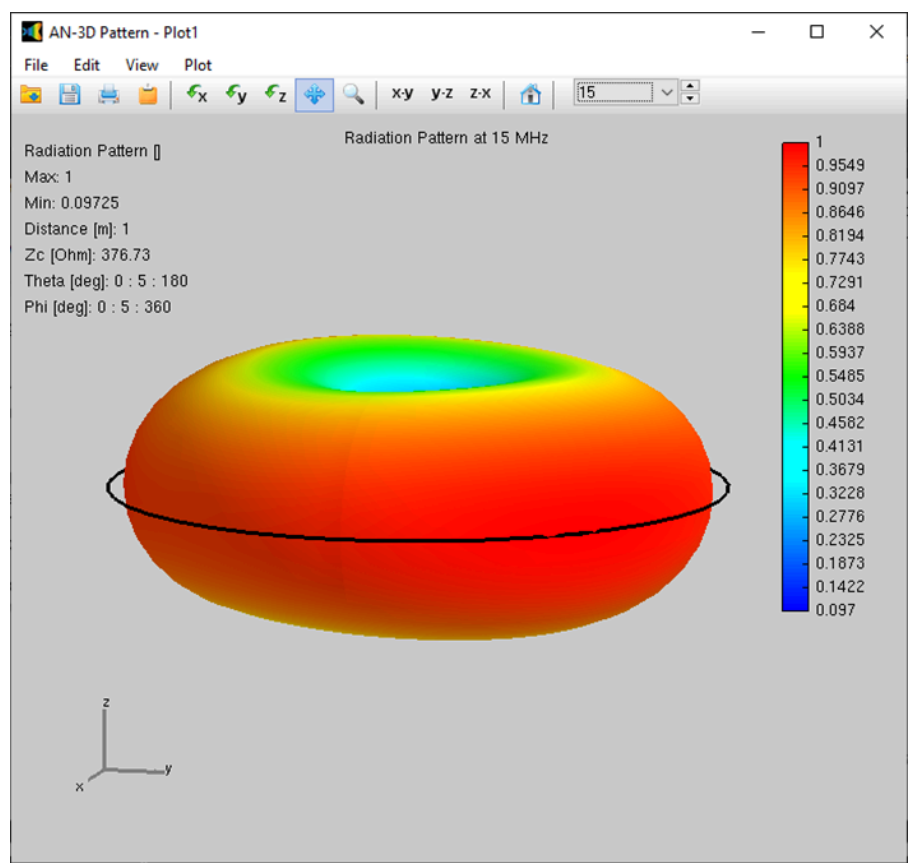 AN-3D Pattern - Plot1
File Edit View Plot
x y z x-y y-z z-x 15
Radiation Pattern at 15 MHz
Radiation Pattern []
Max: 1
Min: 0.09725
Distance [m]: 1
Zc [Ohm]: 376.73
Theta [deg]: 0 : 5 : 180
Phi [deg]: 0 : 5 : 360
1
0.9549
0.9097
0.8646
0.8194
0.7743
0.7291
0.684
0.6388
0.5937
0.5485
0.5034
0.4582
0.4131
0.3679
0.3228
0.2776
0.2325
0.1873
0.1422
0.097
z
y
x